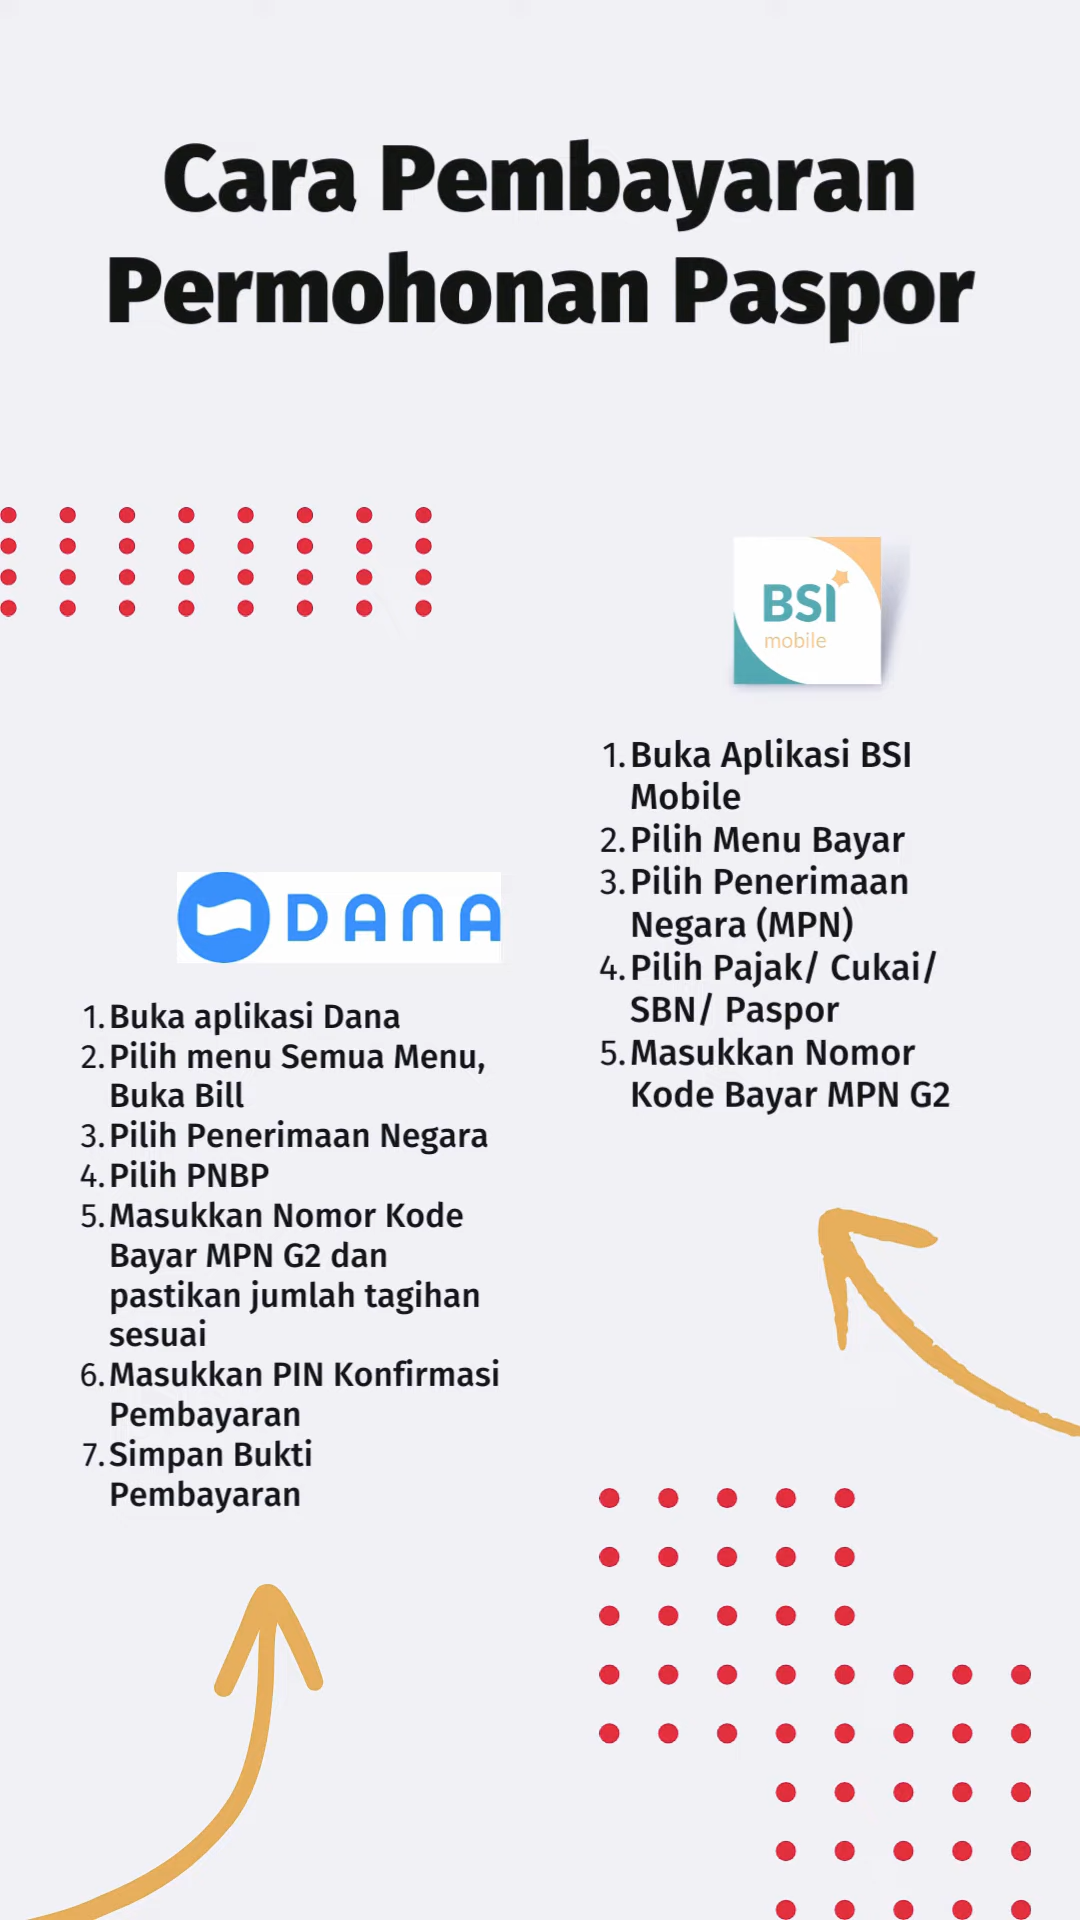 Cara Pembayaran
Permohonan Paspor
BSI
mobile
1. Buka Aplikasi BSI
Mobile
2. Pilih Menu Bayar
3. Pilih Penerimaan
Negara (MPN)
4. Pilih Pajak/ Cukai/
SBN/ Paspor
5. Masukkan Nomor
Kode Bayar MPN G2
DANA
1. Buka aplikasi Dana
2. Pilih menu Semua Menu,
Buka Bill
3. Pilih Penerimaan Negara
4. Pilih PNBP
5. Masukkan Nomor Kode
Bayar MPN G2 dan
pastikan jumlah tagihan
sesuai
6. Masukkan PIN Konfirmasi
Pembayaran
7. Simpan Bukti
Pembayaran